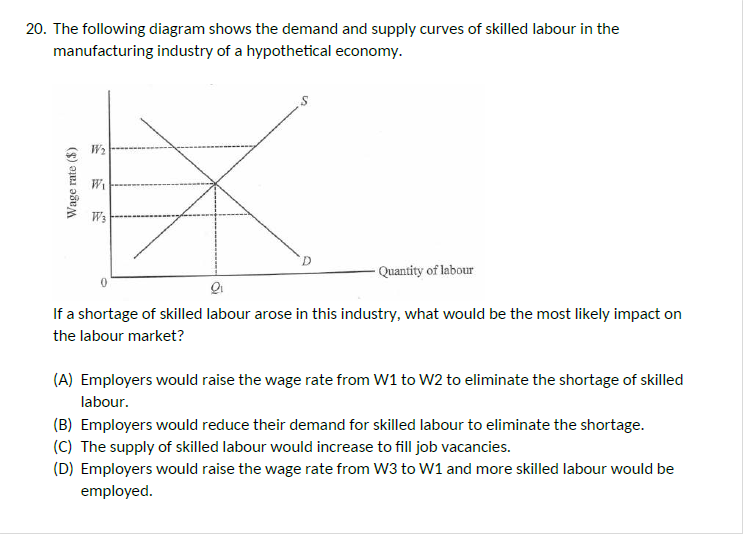 20. The following diagram shows the demand and supply curves of skilled labour in the
manufacturing industry of a hypothetical economy.
S
Wage rate ($)
W2
W1
W3
D
0
Q1
Quantity of labour
If a shortage of skilled labour arose in this industry, what would be the most likely impact on
the labour market?
(A) Employers would raise the wage rate from W1 to W2 to eliminate the shortage of skilled
labour.
(B) Employers would reduce their demand for skilled labour to eliminate the shortage.
(C) The supply of skilled labour would increase to fill job vacancies.
(D) Employers would raise the wage rate from W3 to W1 and more skilled labour would be
employed.